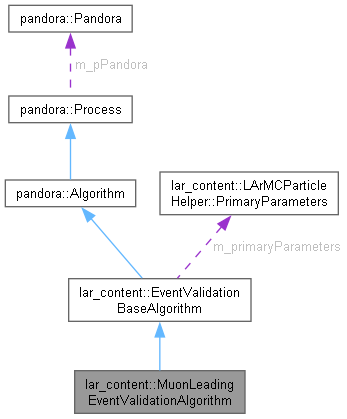 pandora::Pandora
m_pPandora
pandora::Process
pandora::Algorithm
lar_content::LArMCParticle
Helper::PrimaryParameters
m_primaryParameters
lar_content::EventValidation
BaseAlgorithm
lar_content::MuonLeading
EventValidationAlgorithm